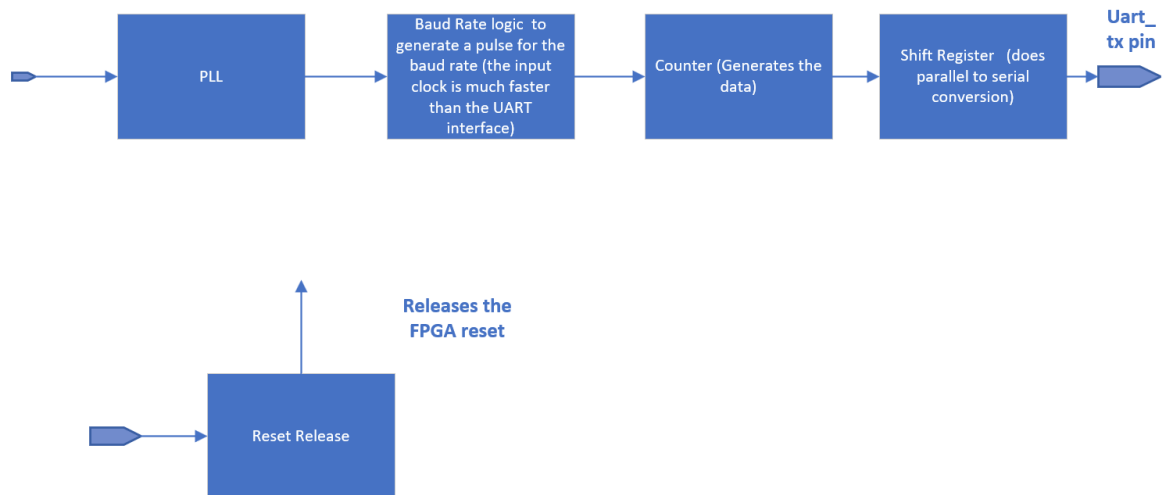 Uart_
tx pin
PLL
Baud Rate logic to
generate a pulse for the
baud rate (the input
clock is much faster
than the UART
interface)
Counter (Generates the
data)
Shift Register (does
parallel to serial
conversion)
Releases the
FPGA reset
Reset Release